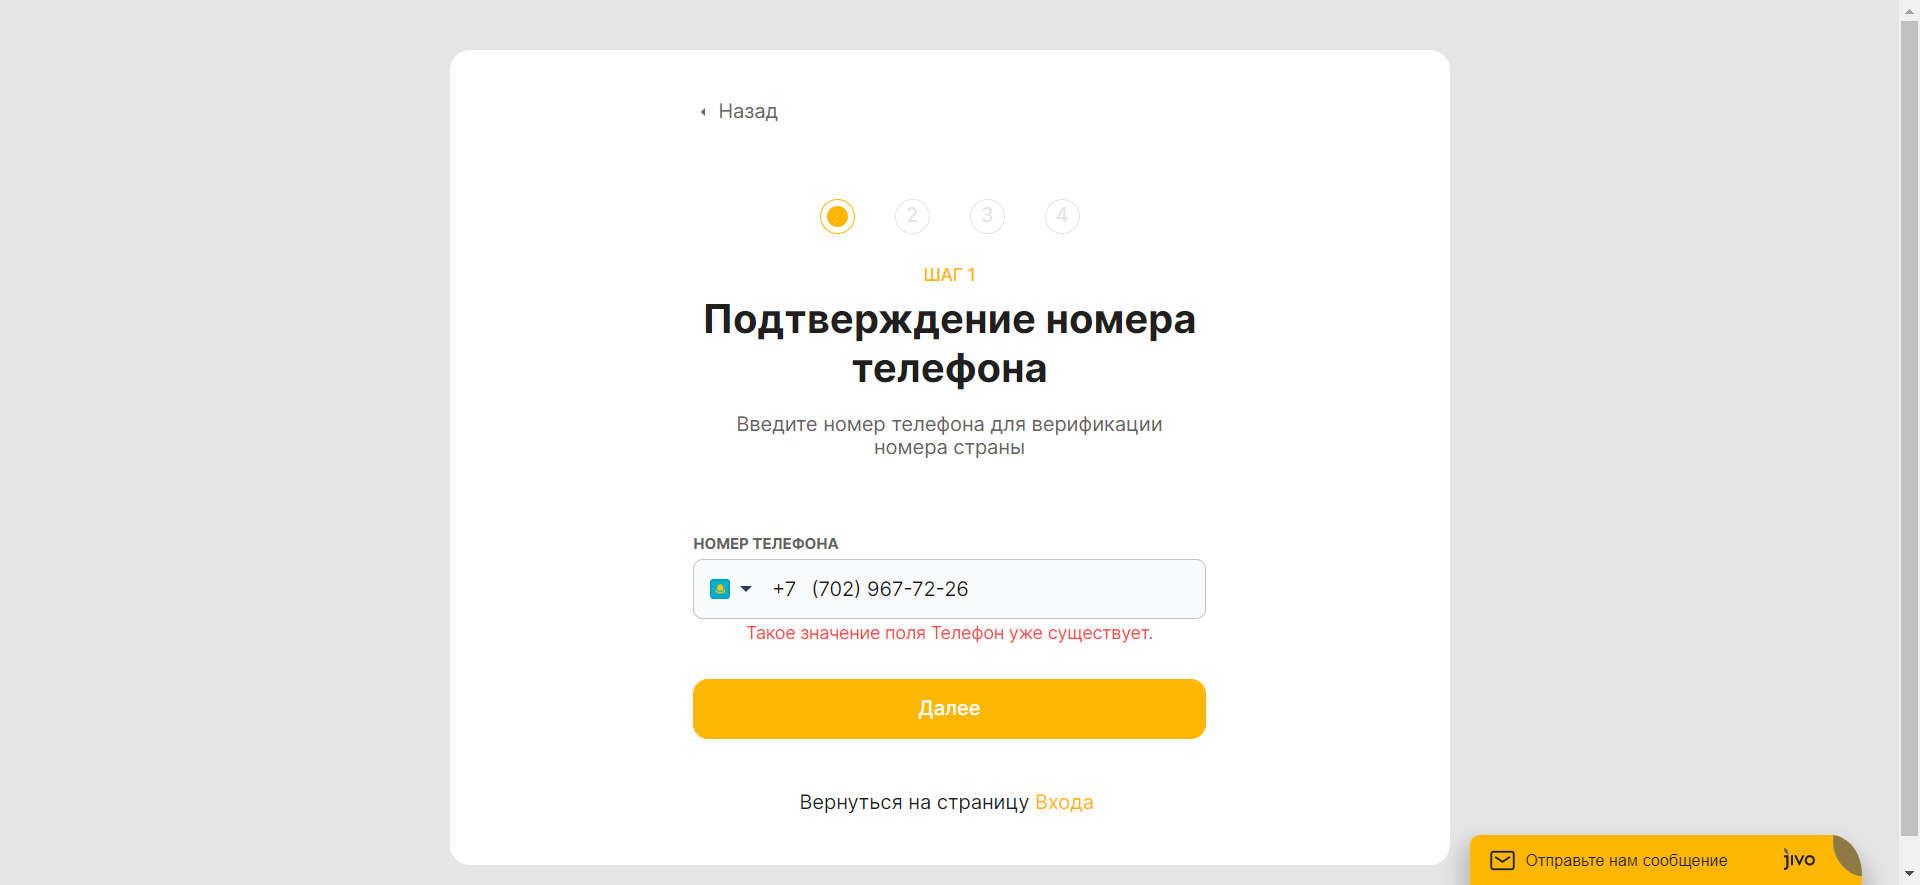 Назад
2 3 4
ШАГ 1
Подтверждение номера
телефона
Введите номер телефона для верификации
номера страны
НОМЕР ТЕЛЕФОНА
+7 (702) 967-72-26
Такое значение поля Телефон уже существует.
Далее
Вернуться на страницу Входа
Отправьте нам сообщение jivo